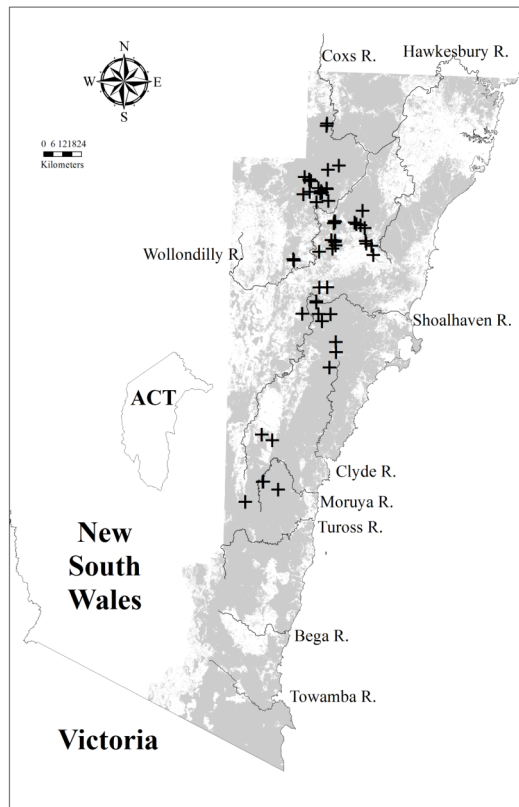 Coxs R.
Hawkesbury R.
N
W E
S
0 6 121824
Kilometers
Wollondilly R.
Shoalhaven R.
ACT
Clyde R.
Moruya R.
Tuross R.
New
South
Wales
Bega R.
Towamba R.
Victoria